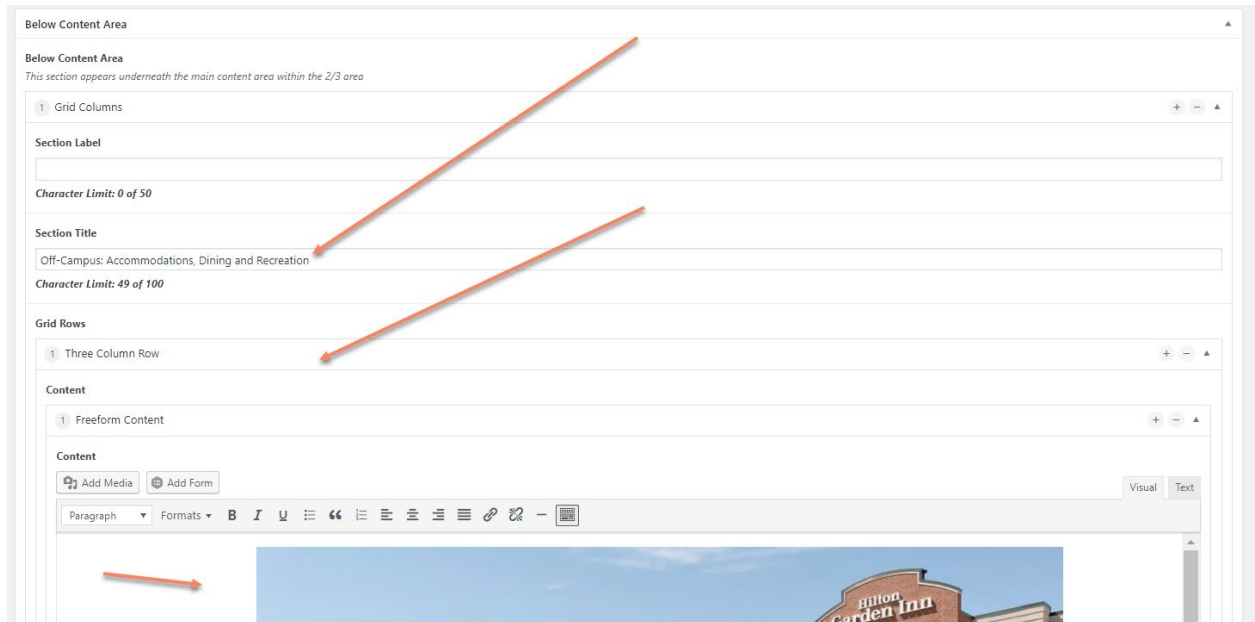 Below Content Area
Below Content Area
This section appears underneath the main content area within the 2/3 area
1 Grid Columns
Section Label
Character Limit: 0 of 50
Section Title
Off-Campus: Accommodations, Dining and Recreation
Character Limit: 49 of 100
Grid Rows
1 Three Column Row
Content
1 Freeform Content
Content
Add Media Add Form
Visual Text
Paragraph Formats B I U
Hilton
Garden Inn